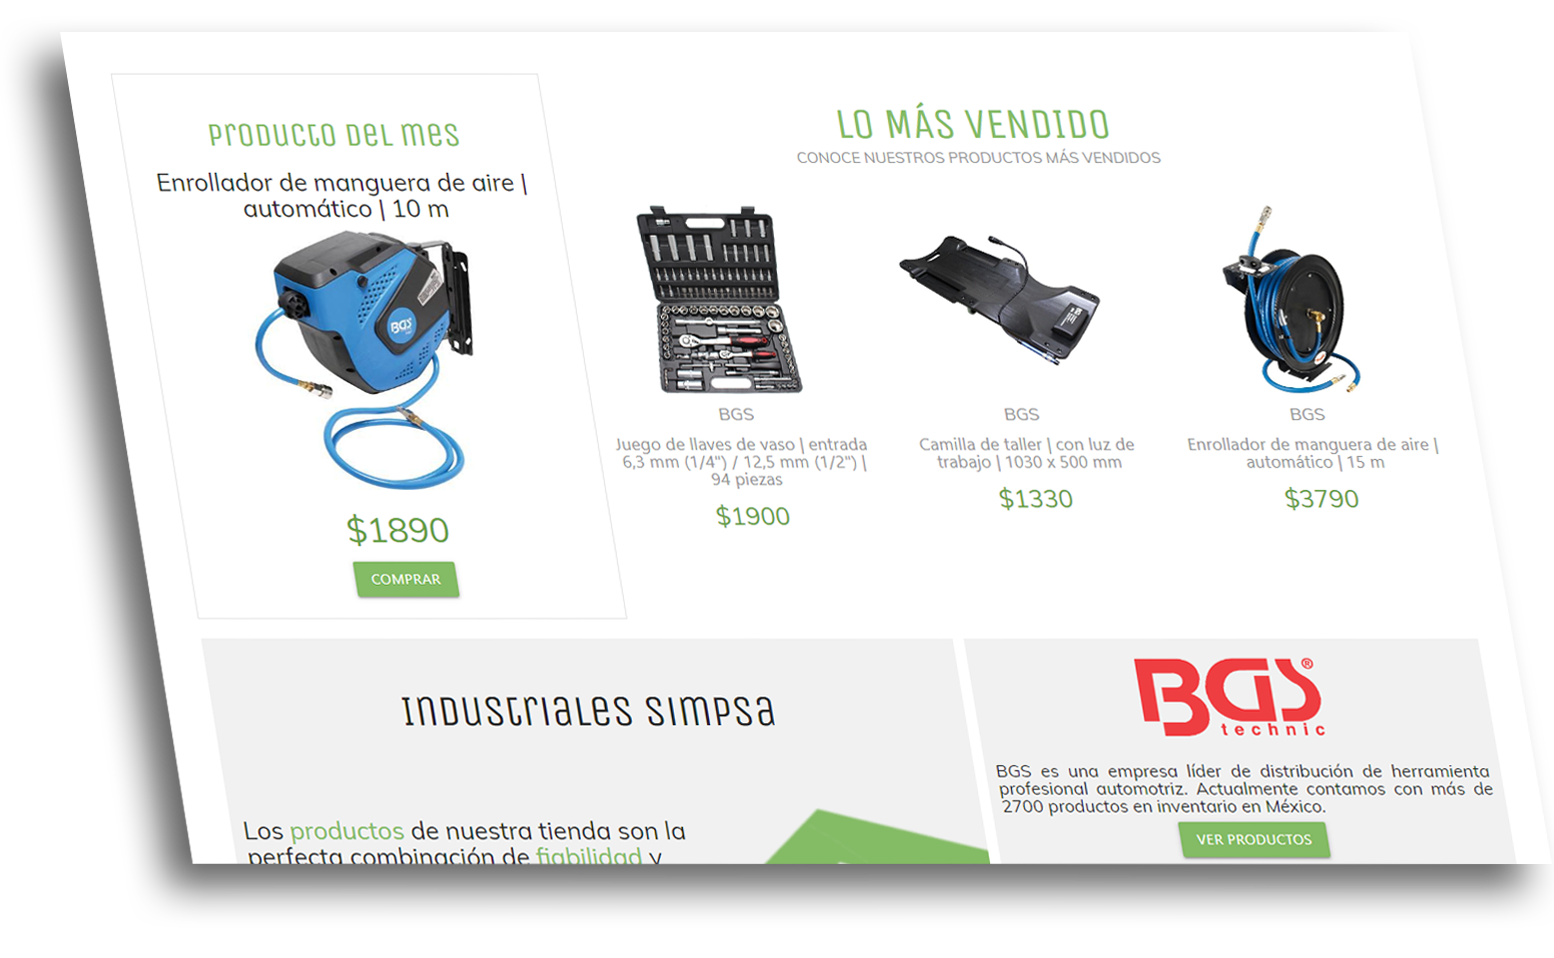 Producto del mes
Enrollador de manguera de aire |
automático | 10 m
BGS
$1890
COMPRAR
LO MÁS VENDIDO
CONOCE NUESTROS PRODUCTOS MÁS VENDIDOS
BGS
Juego de llaves de vaso | entrada
6,3 mm (1/4") / 12,5 mm (1/2") |
94 piezas
$1900
BGS
Camilla de taller | con luz de
trabajo | 1030 x 500 mm
$1330
BGS
Enrollador de manguera de aire |
automático | 15 m
$3790
Industriales Simpsa
Los productos de nuestra tienda son la
perfecta combinación de fiabilidad y
BGS®
technic
BGS es una empresa líder de distribución de herramienta
profesional automotriz. Actualmente contamos con más de
2700 productos en inventario en México.
VER PRODUCTOS